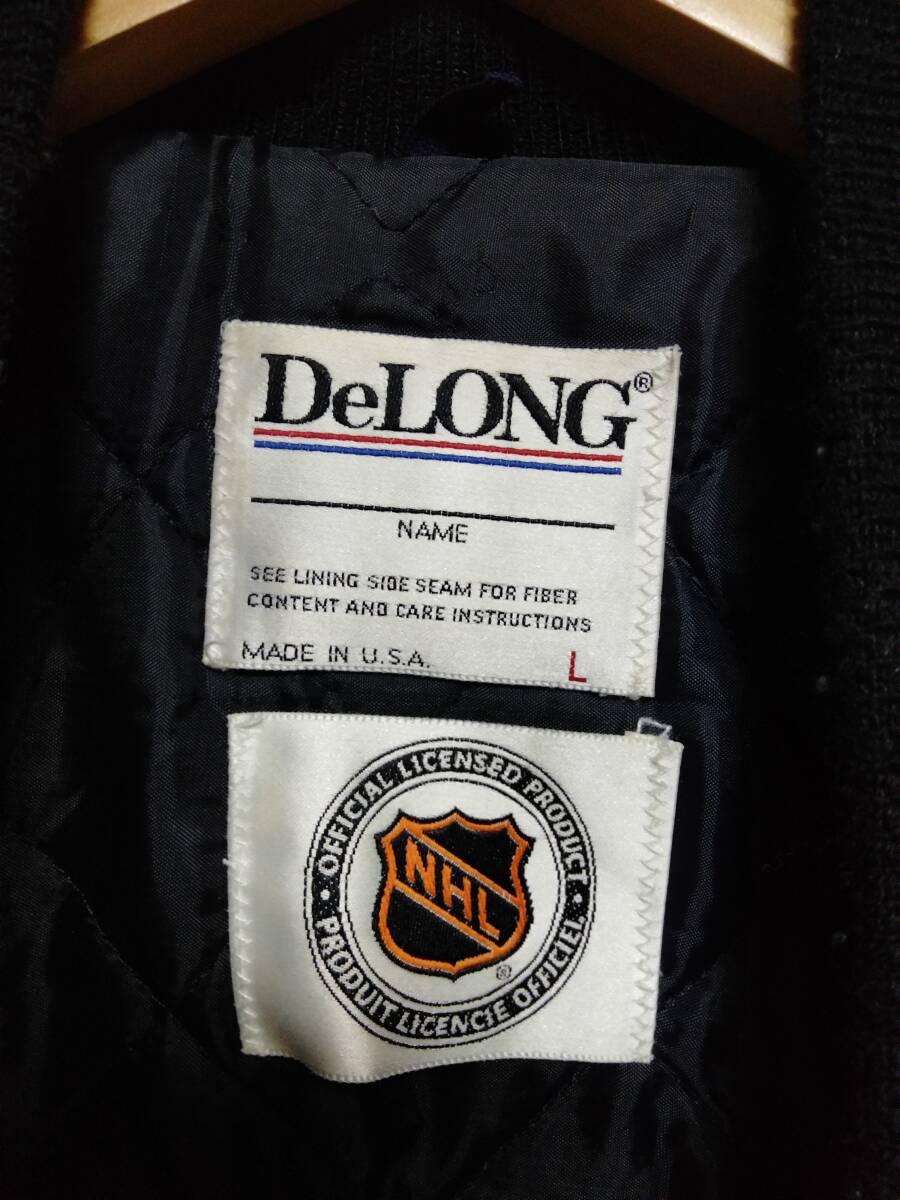 DeLONG®
NAME
SEE LINING SIDE SEAM FOR FIBER
CONTENT AND CARE INSTRUCTIONS
MADE IN U.S.A. L
• OFFICIAL LICENSED PRODUCT •
NHL
®
PRODUIT LICENCIE OFFICIEL